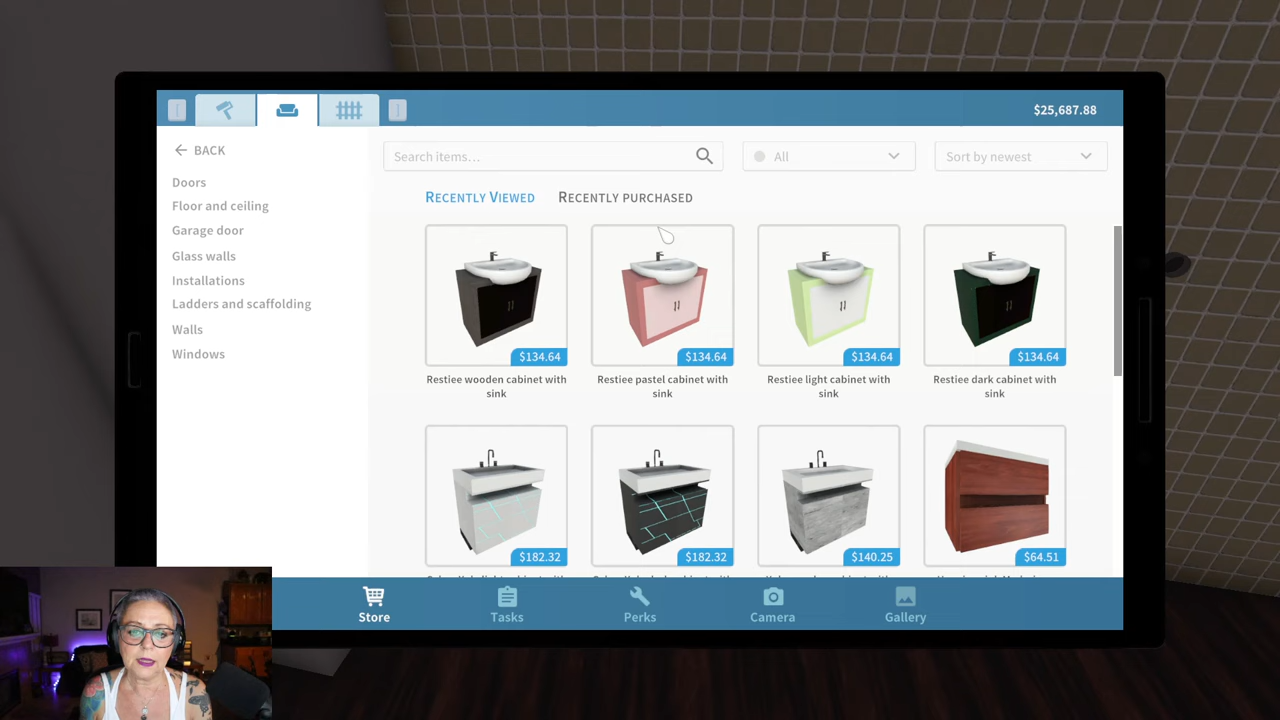 $25,687.88
BACK
Search items...
All
Sort by newest
Doors
Floor and ceiling
Garage door
Glass walls
Installations
Ladders and scaffolding
Walls
Windows
RECENTLY VIEWED
RECENTLY PURCHASED
$134.64
$134.64
$134.64
$134.64
Restiee wooden cabinet with
sink
Restiee pastel cabinet with
sink
Restiee light cabinet with
sink
Restiee dark cabinet with
sink
$182.32
$182.32
$140.25
$64.51
Store
Tasks
Perks
Camera
Gallery